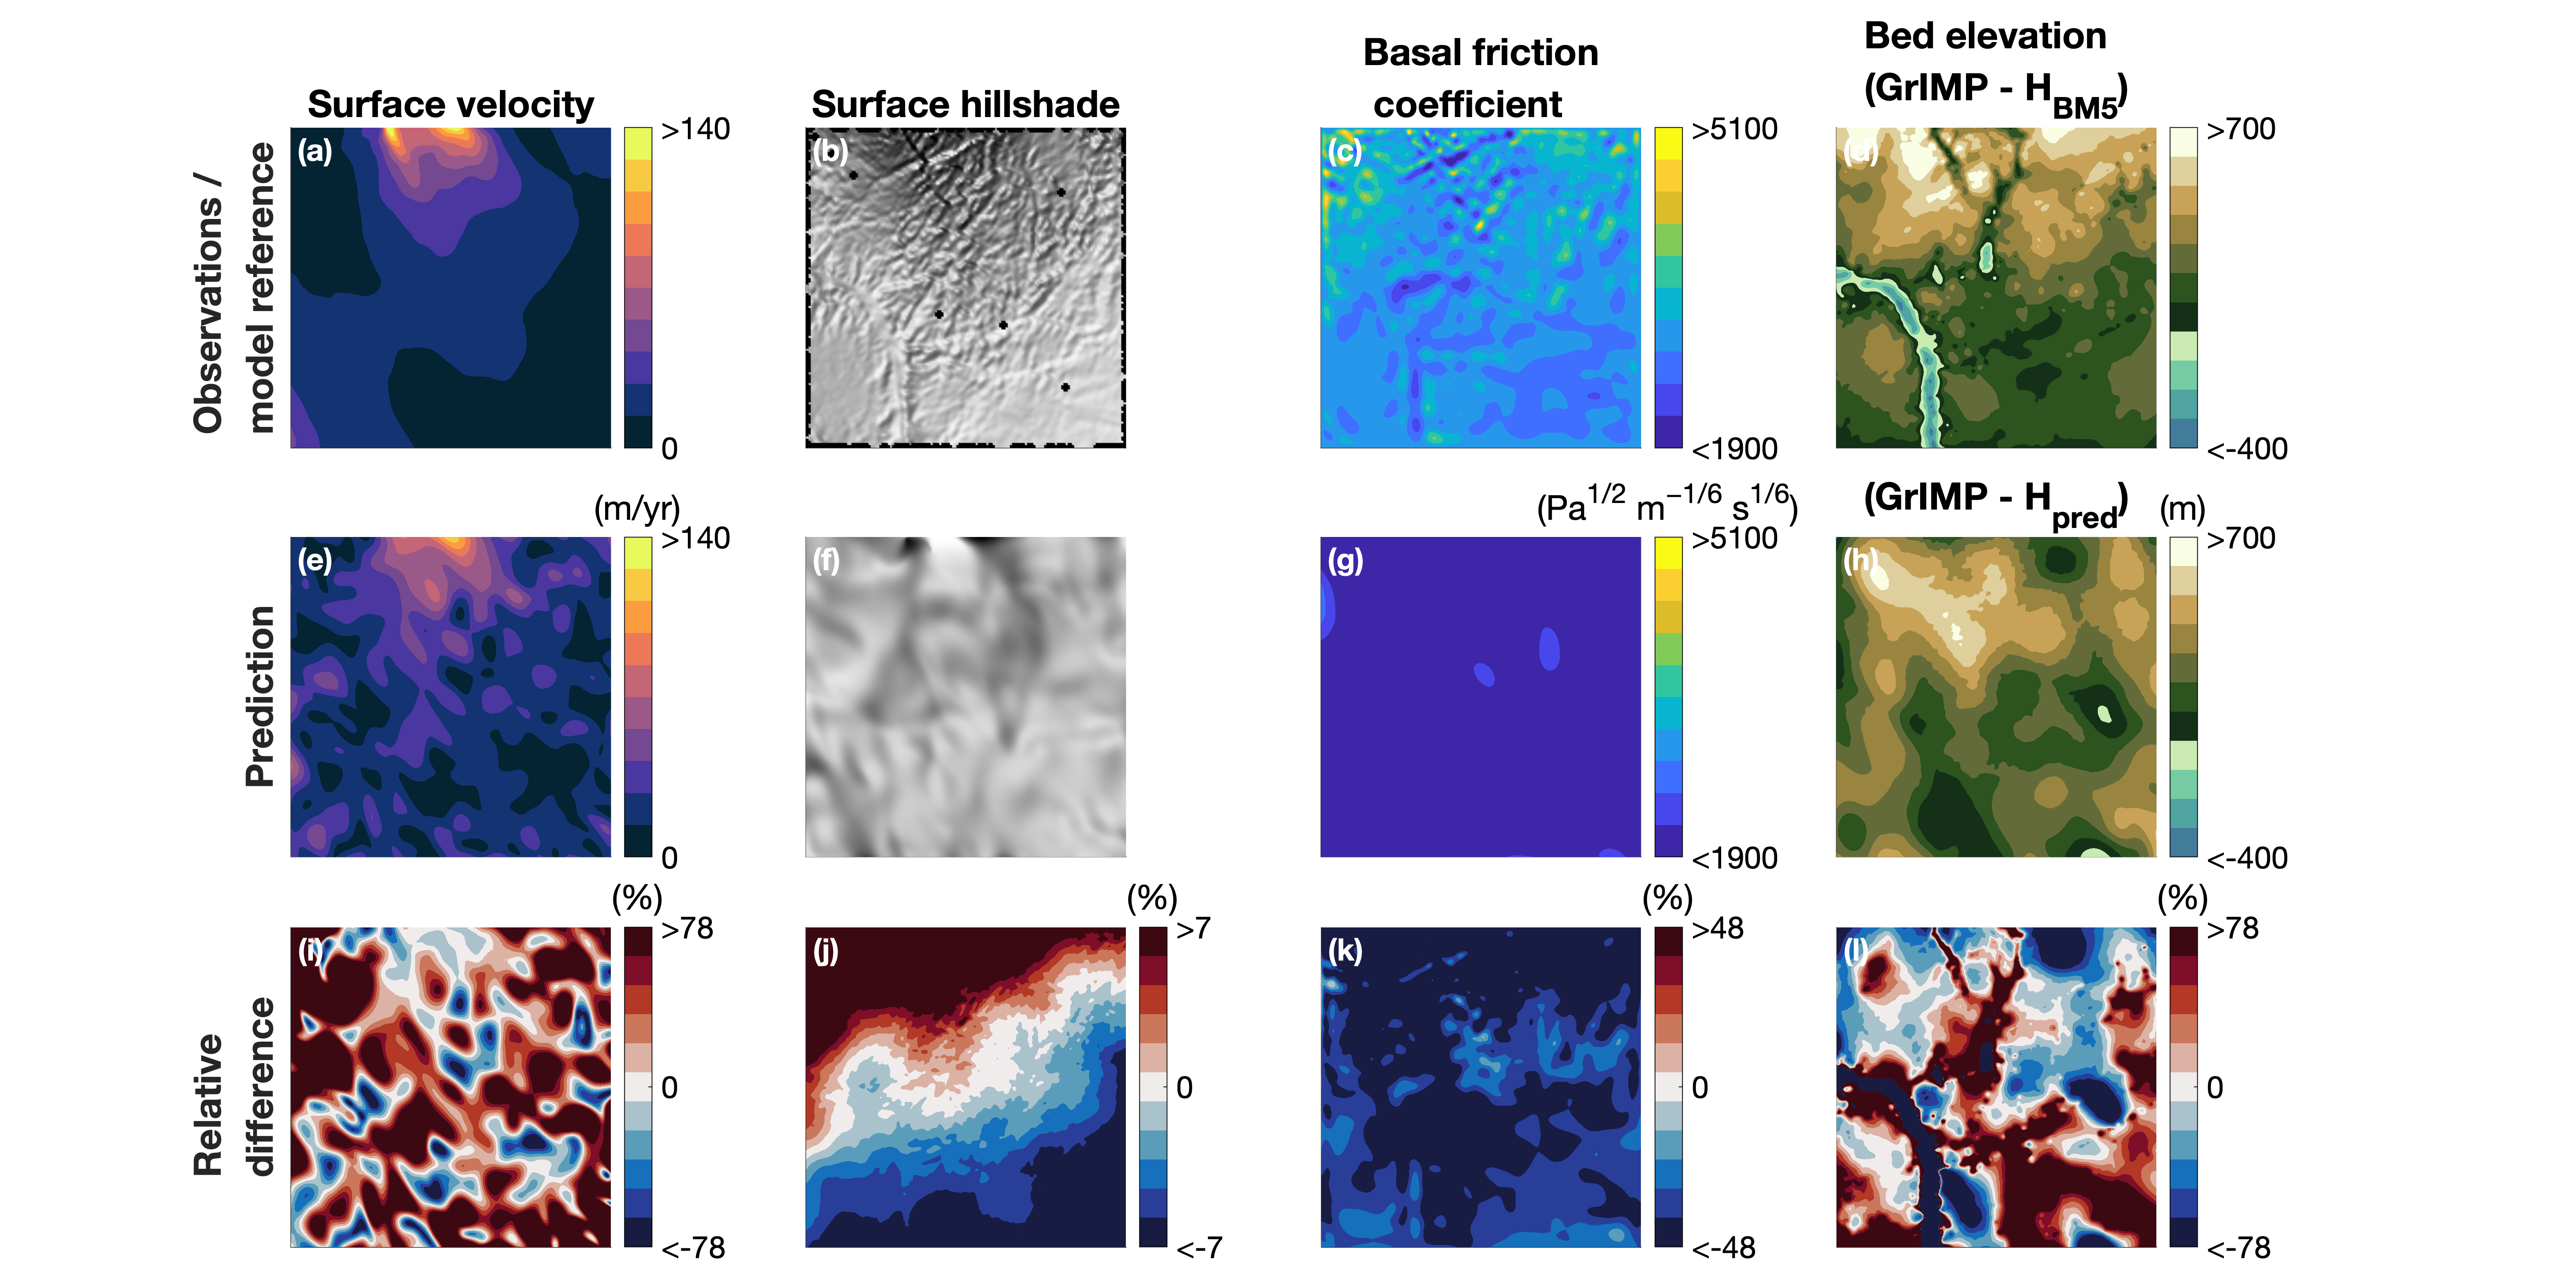 Surface velocity
Surface hillshade
Basal friction
coefficient
Bed elevation
(GrIMP - H_BM5)
Observations /
model reference
(a)
>140
0
(b)
(c)
>5100
<1900
(d)
>700
<-400
(m/yr)
(Pa^1/2 m^−1/6 s^1/6)
(GrIMP - H_pred)
(m)
Prediction
(e)
>140
0
(f)
(g)
>5100
<1900
(h)
>700
<-400
(%)
(%)
(%)
(%)
Relative
difference
(i)
>78
0
<-78
(j)
>7
0
<-7
(k)
>48
0
<-48
(l)
>78
0
<-78